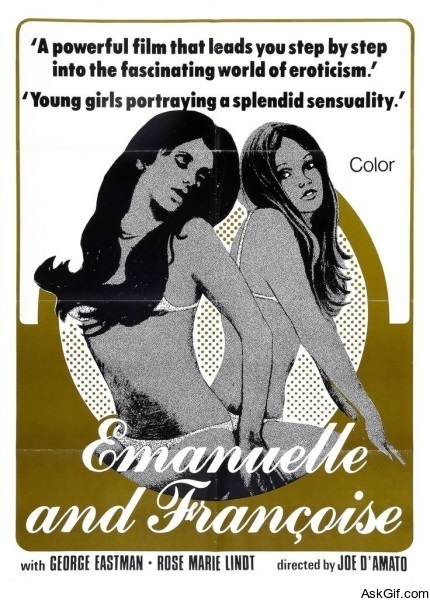 'A powerful film that leads you step by step
into the fascinating world of eroticism.'
'Young girls portraying a splendid sensuality.'
Color
Emanuelle
and Françoise
with GEORGE EASTMAN · ROSE MARIE LINDT directed by JOE D'AMATO
AskGif.com